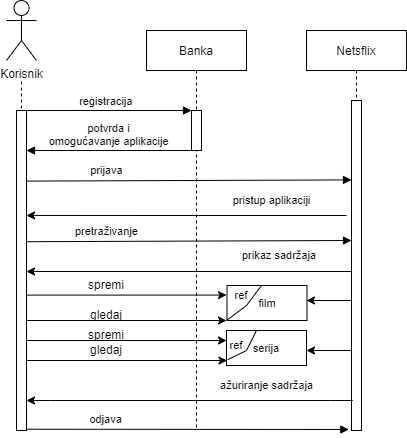 Banka
Netsflix
Korisnik
registracija
potvrda i
omogućavanje aplikacije
prijava
pristup aplikaciji
pretraživanje
prikaz sadržaja
spremi
ref
film
gledaj
spremi
ref
serija
gledaj
ažuriranje sadržaja
odjava